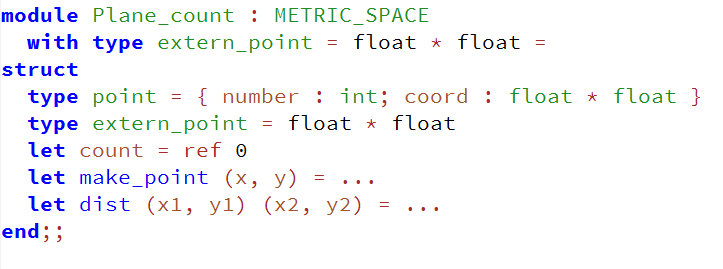 module Plane_count : METRIC_SPACE
  with type extern_point = float * float =
struct
  type point = { number : int; coord : float * float }
  type extern_point = float * float
  let count = ref 0
  let make_point (x, y) = ...
  let dist (x1, y1) (x2, y2) = ...
end;;